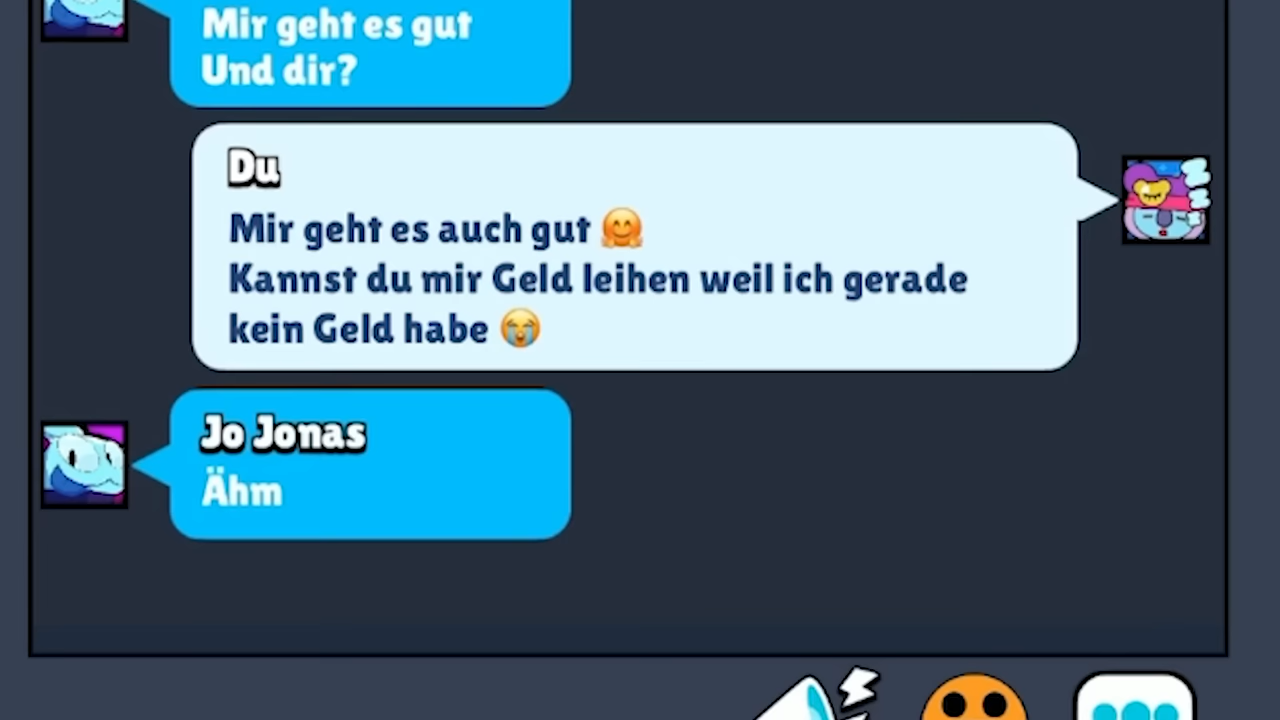 Mir geht es gut
Und dir?
Du
Mir geht es auch gut 🤗
Kannst du mir Geld leihen weil ich gerade
kein Geld habe 😭
Jo Jonas
Ähm